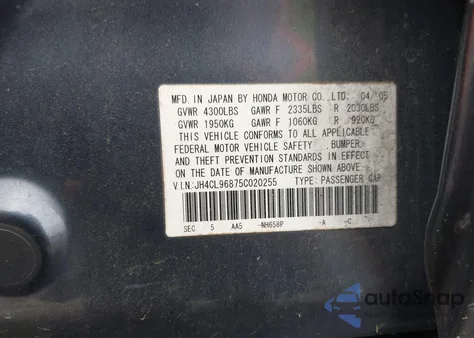 MFD. IN JAPAN BY HONDA MOTOR CO., LTD. 04 05
GVWR 4300LBS GAWR F 2335LBS R 2030LBS
GVWR 1950KG GAWR F 1060KG R 920KG
THIS VEHICLE CONFORMS TO ALL APPLICABLE
FEDERAL MOTOR VEHICLE SAFETY, BUMPER,
AND THEFT PREVENTION STANDARDS IN EFFECT
ON THE DATE OF MANUFACTURE SHOWN ABOVE.
V.I.N: JH4CL96875C020255 TYPE: PASSENGER CAR
SEC 5 AA5 -NH658P -A -C
autoSnap